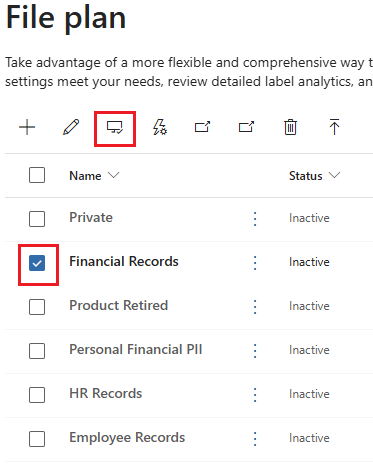 File plan
Take advantage of a more flexible and comprehensive way t
settings meet your needs, review detailed label analytics, an
Name Status
Private Inactive
Financial Records Inactive
Product Retired Inactive
Personal Financial PII Inactive
HR Records Inactive
Employee Records Inactive